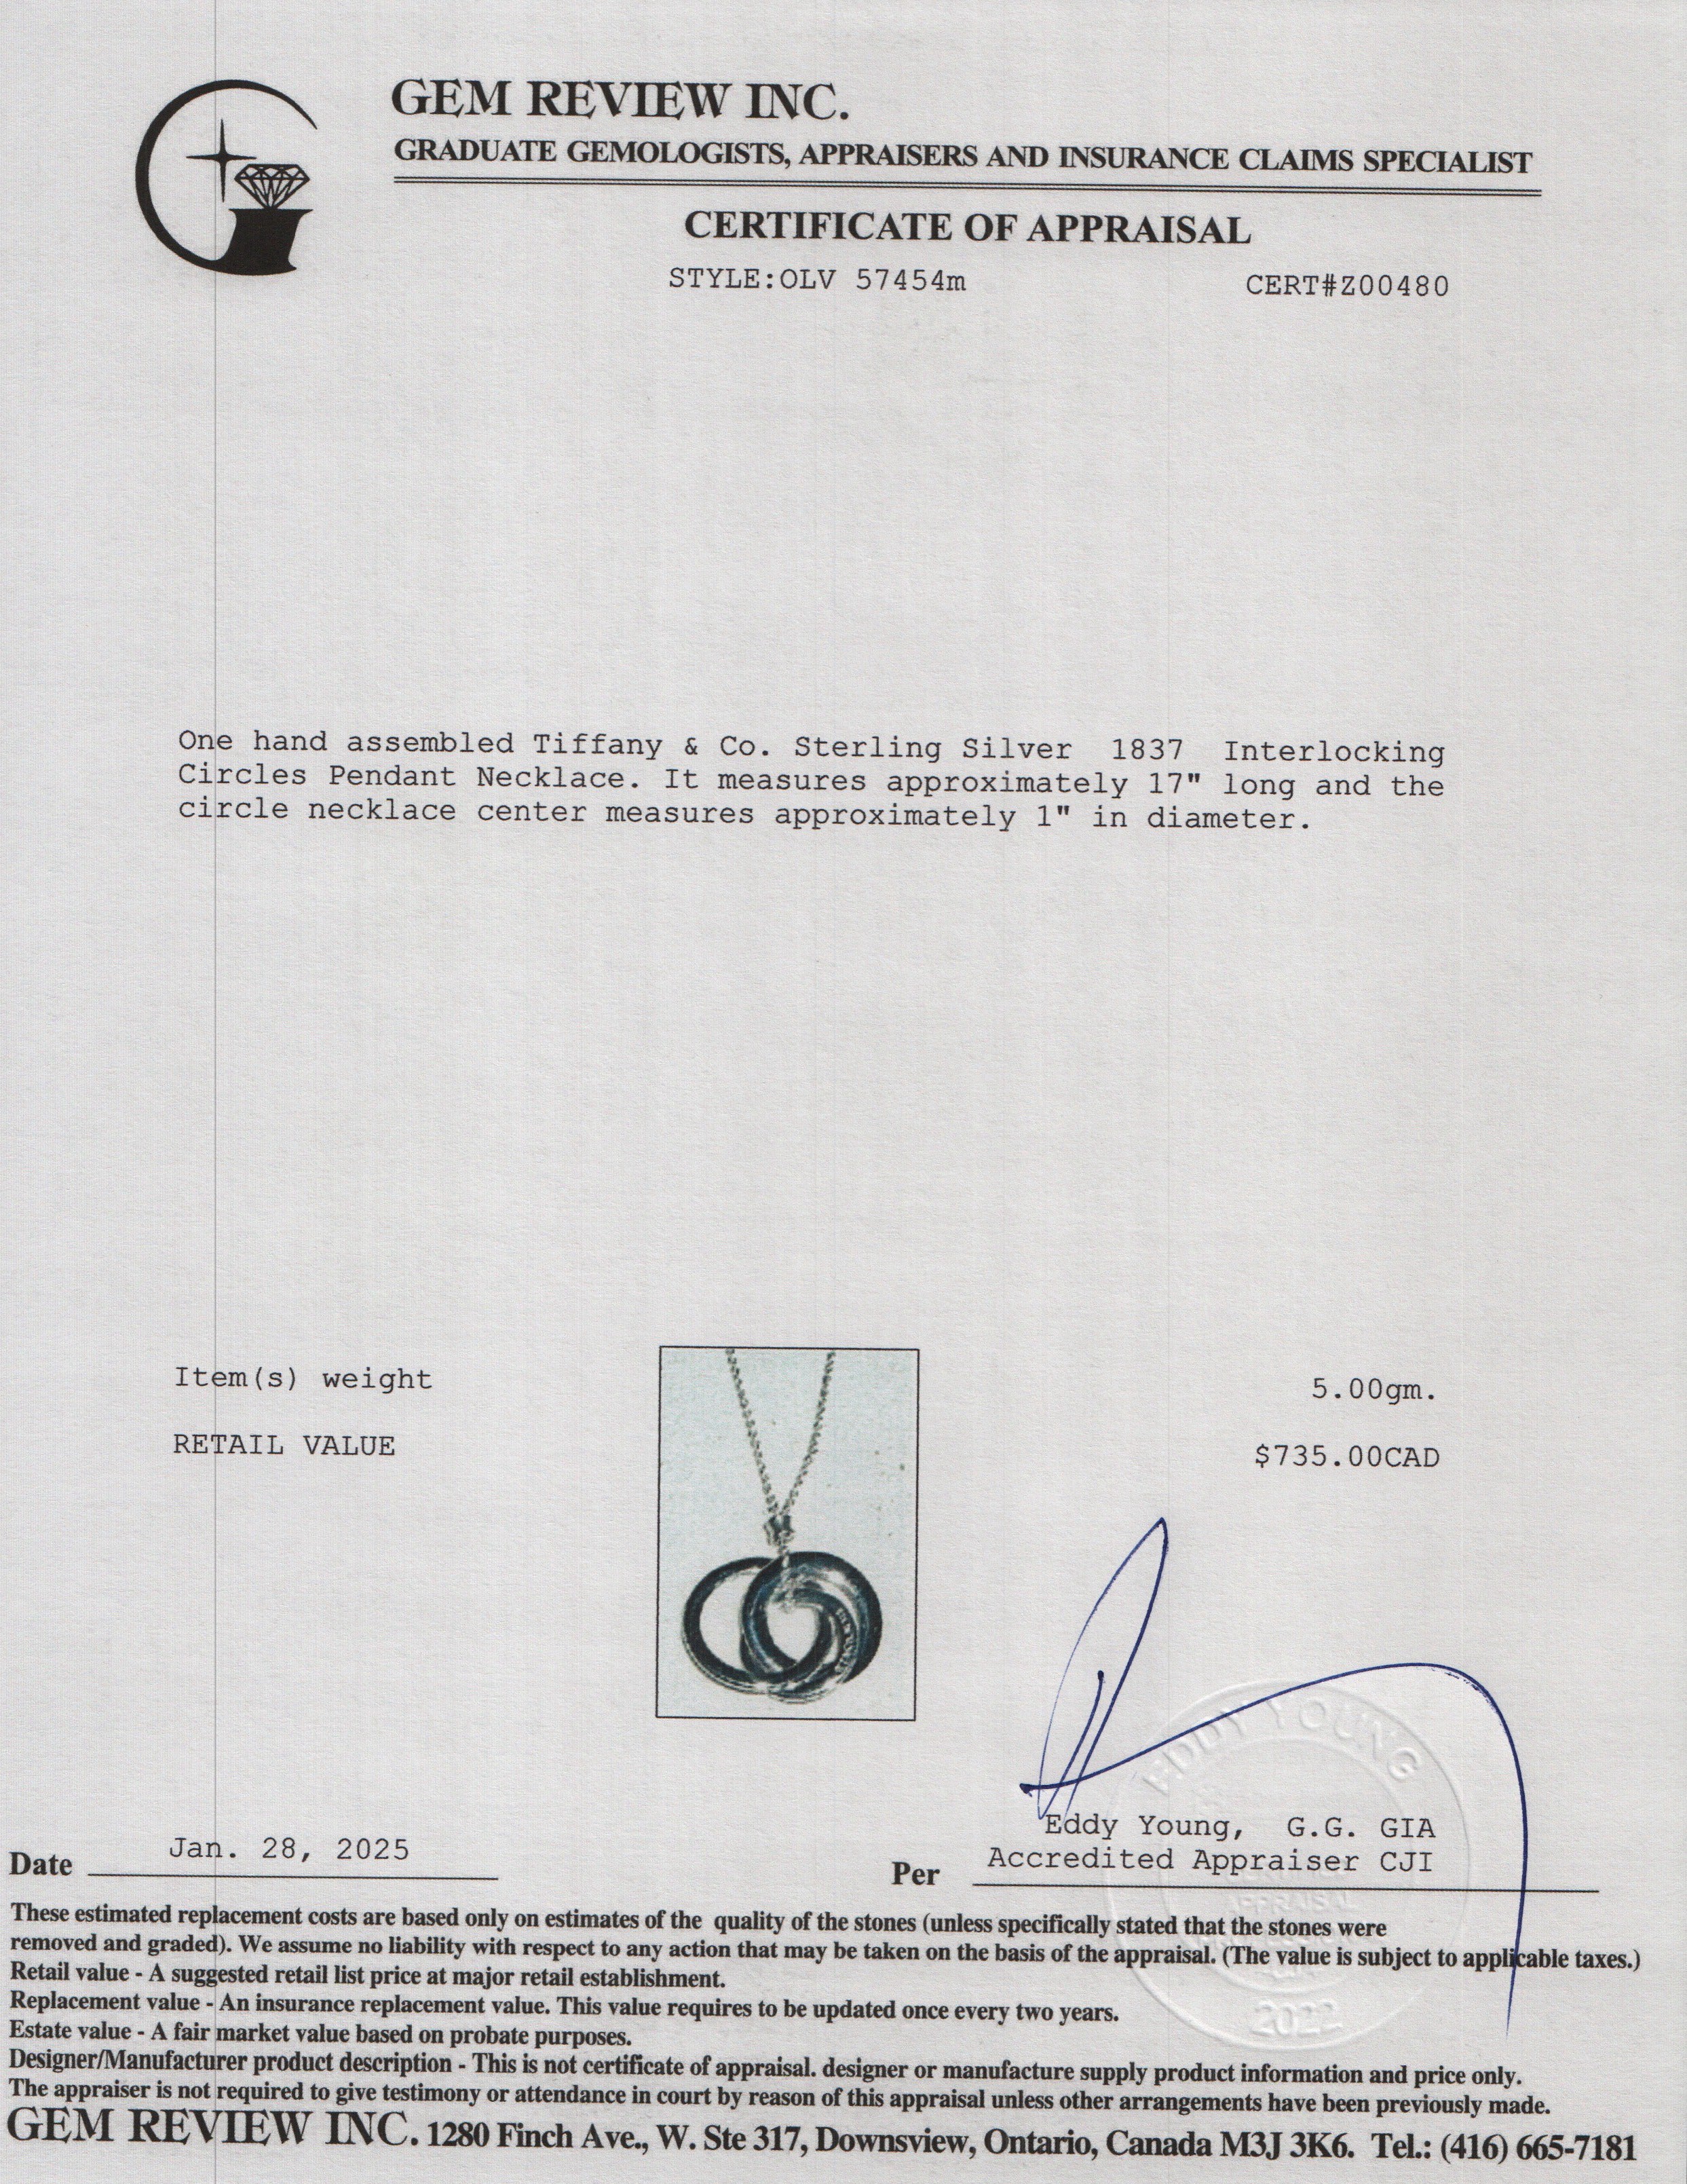 GEM REVIEW INC.
GRADUATE GEMOLOGISTS, APPRAISERS AND INSURANCE CLAIMS SPECIALIST
CERTIFICATE OF APPRAISAL
STYLE:OLV 57454m CERT#Z00480
One hand assembled Tiffany & Co. Sterling Silver 1837 Interlocking
Circles Pendant Necklace. It measures approximately 17" long and the
circle necklace center measures approximately 1" in diameter.
Item(s) weight 5.00gm.
RETAIL VALUE $735.00CAD
EDDY YOUNG
Eddy Young, G.G. GIA
Date Jan. 28, 2025 Per Accredited Appraiser CJI
APPRAISAL
2022
These estimated replacement costs are based only on estimates of the quality of the stones (unless specifically stated that the stones were
removed and graded). We assume no liability with respect to any action that may be taken on the basis of the appraisal. (The value is subject to applicable taxes.)
Retail value - A suggested retail list price at major retail establishment.
Replacement value - An insurance replacement value. This value requires to be updated once every two years.
Estate value - A fair market value based on probate purposes.
Designer/Manufacturer product description - This is not certificate of appraisal. designer or manufacture supply product information and price only.
The appraiser is not required to give testimony or attendance in court by reason of this appraisal unless other arrangements have been previously made.
GEM REVIEW INC. 1280 Finch Ave., W. Ste 317, Downsview, Ontario, Canada M3J 3K6. Tel.: (416) 665-7181